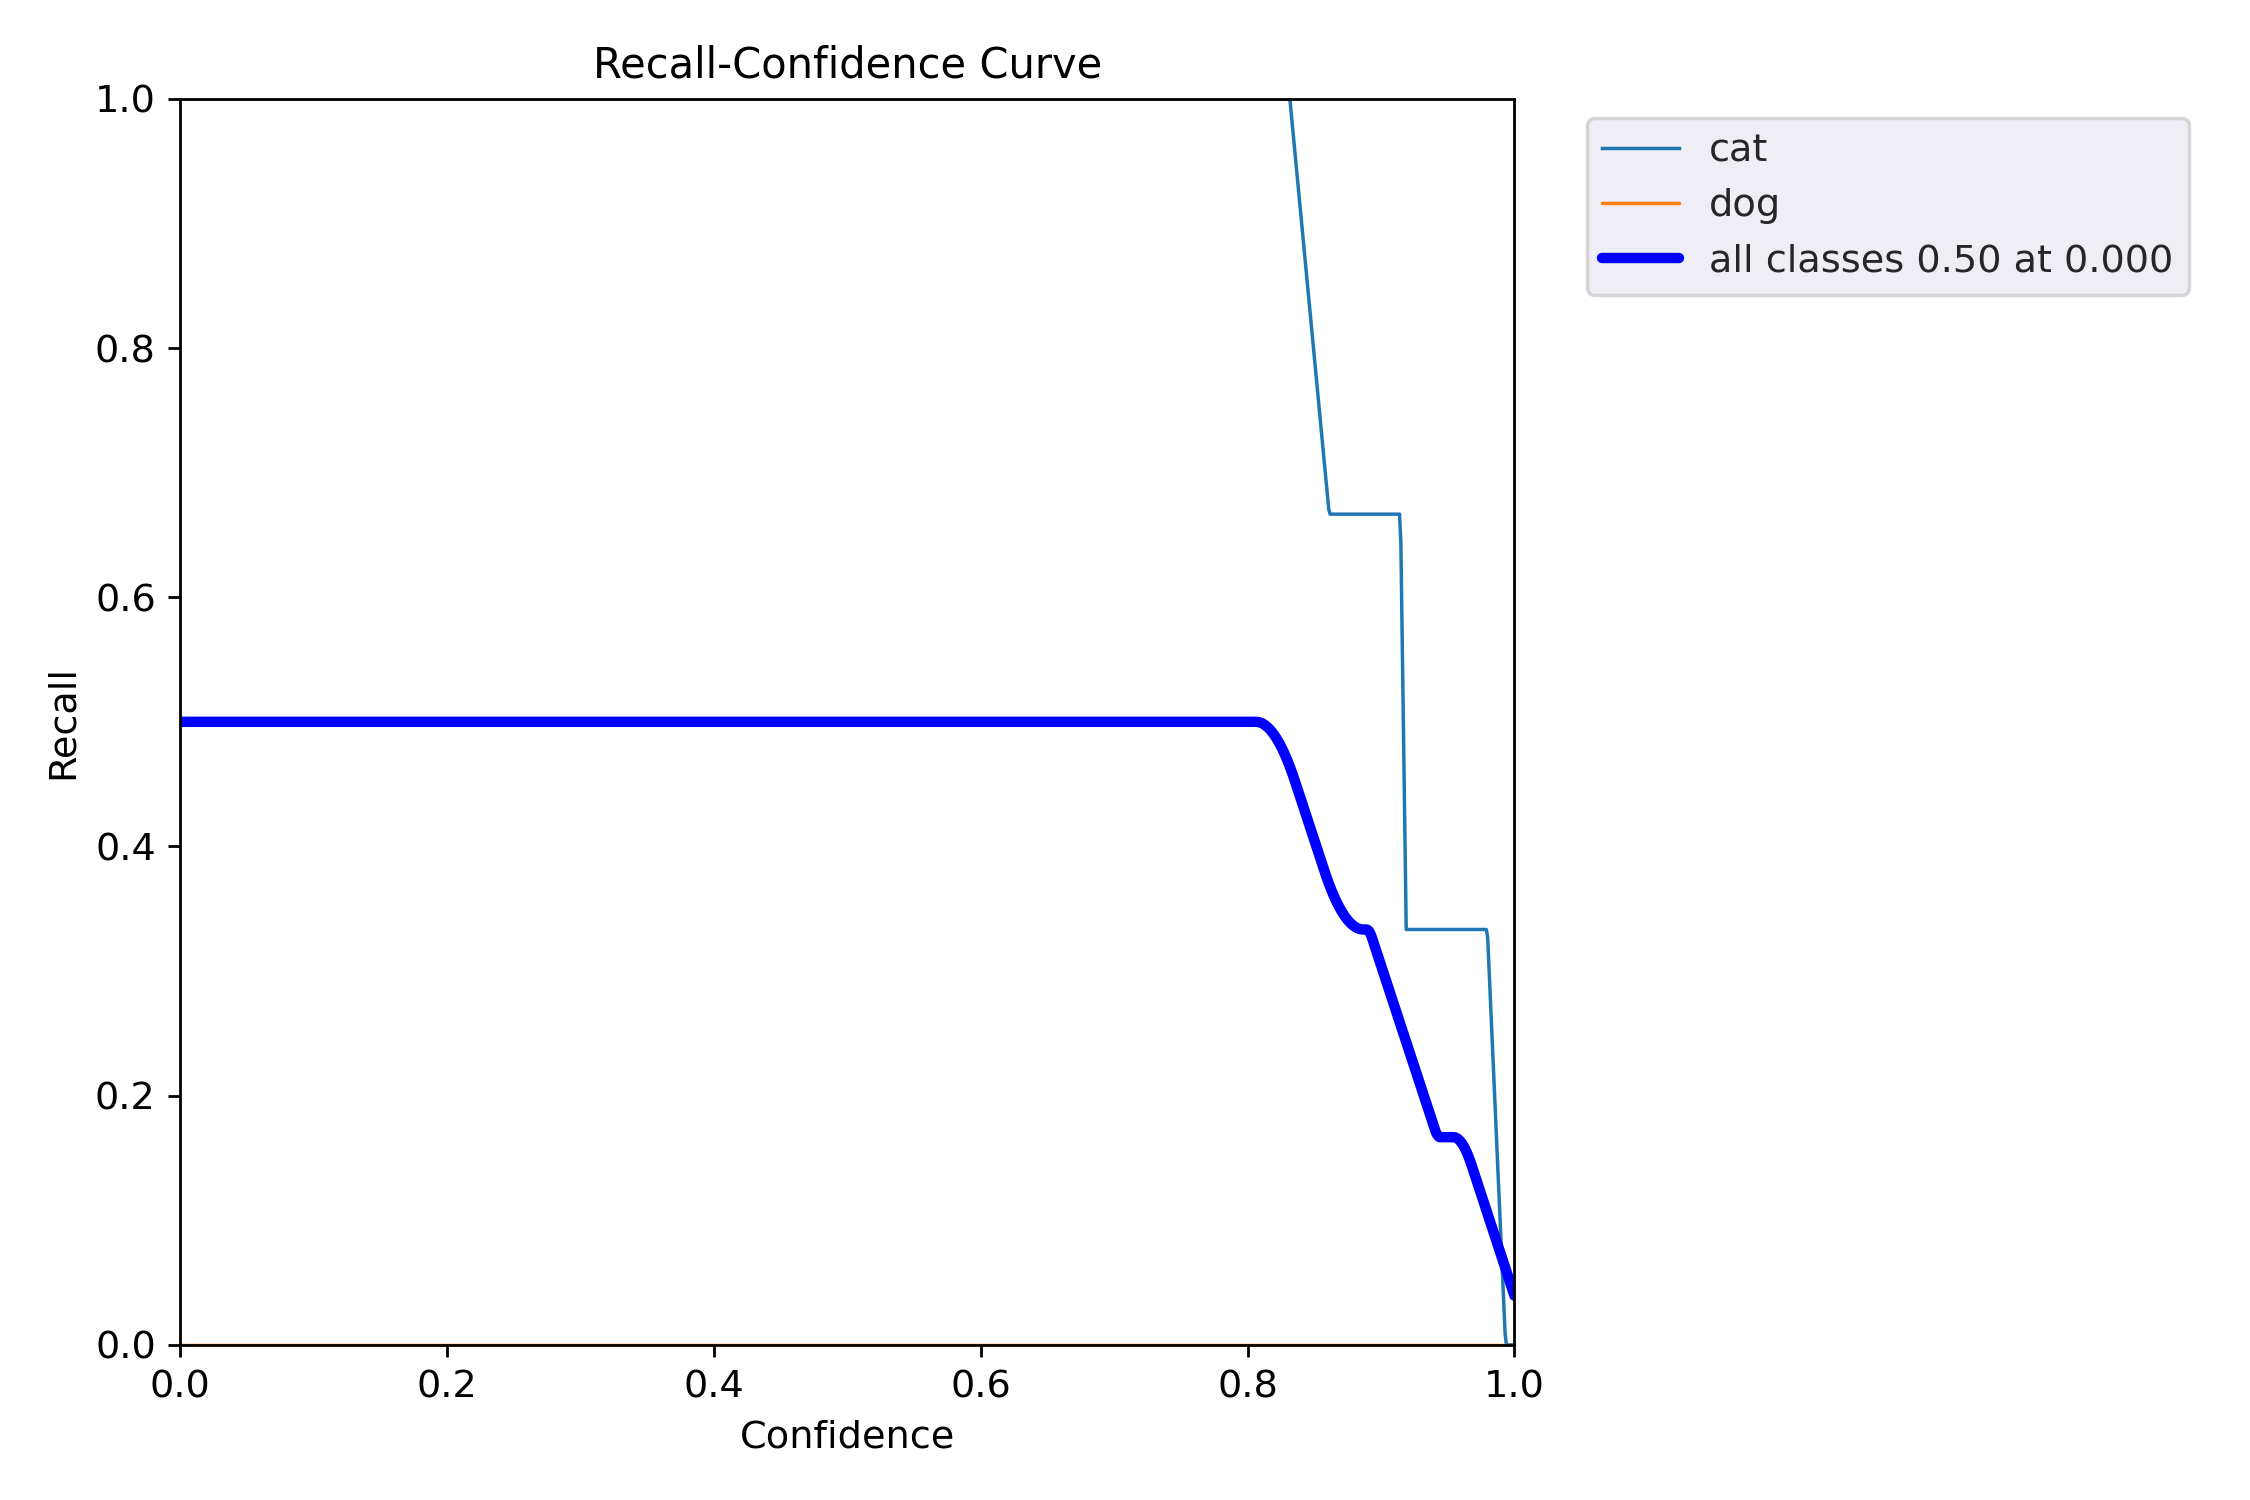 Recall-Confidence Curve
cat
dog
all classes 0.50 at 0.000
1.0
0.8
0.6
0.4
0.2
0.0
Recall
0.0 0.2 0.4 0.6 0.8 1.0
Confidence